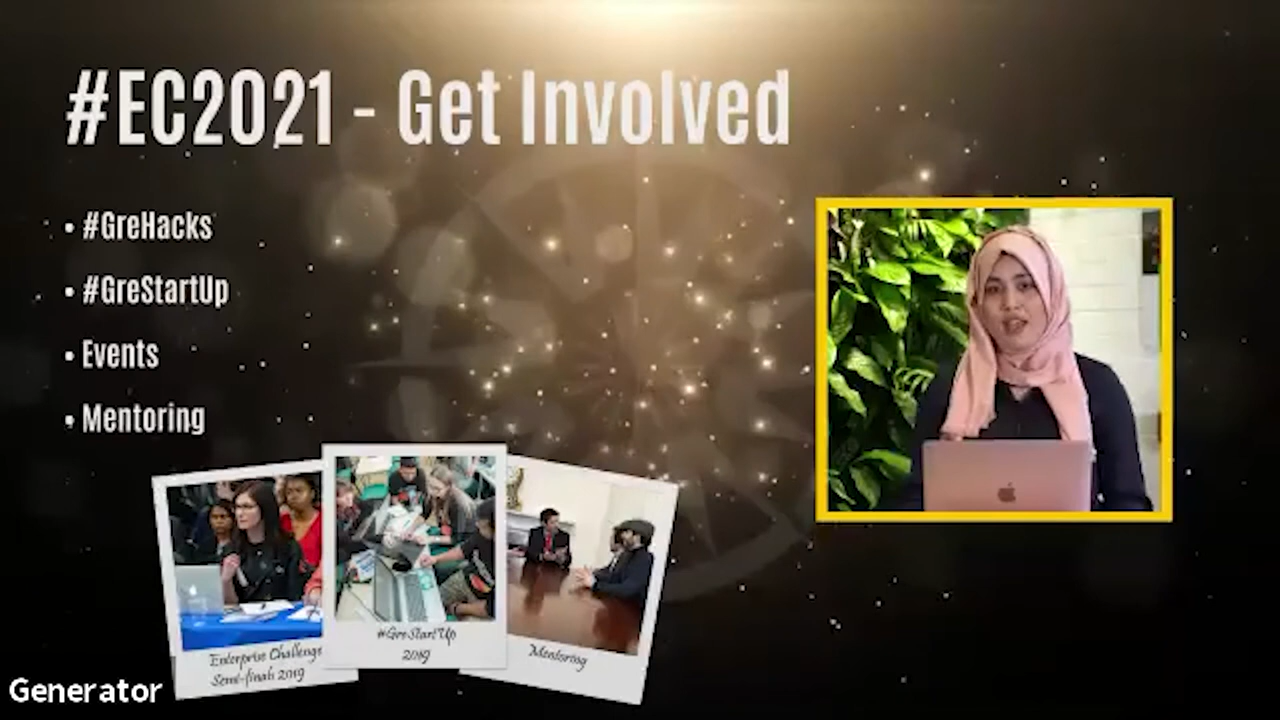 #EC2021 - Get Involved
• #GreHacks
• #GreStartUp
• Events
• Mentoring
Enterprise Challenge
Semi-finals 2019
#GreStartUp
2019
Mentoring
Generator